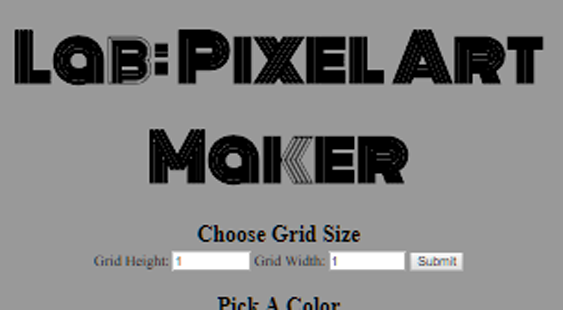 Lab: Pixel Art
Maker
Choose Grid Size
Grid Height: 1 Grid Width: 1 Submit
Pick A Color